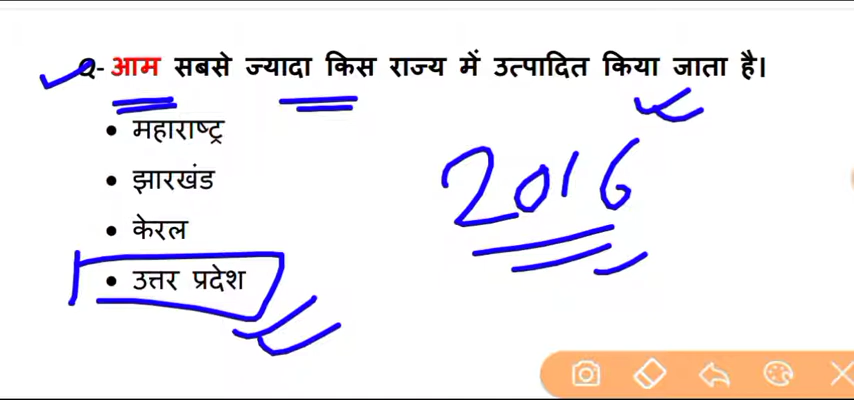 Q- आम सबसे ज्यादा किस राज्य में उत्पादित किया जाता है।
• महाराष्ट्र
• झारखंड
• केरल
• उत्तर प्रदेश
2016